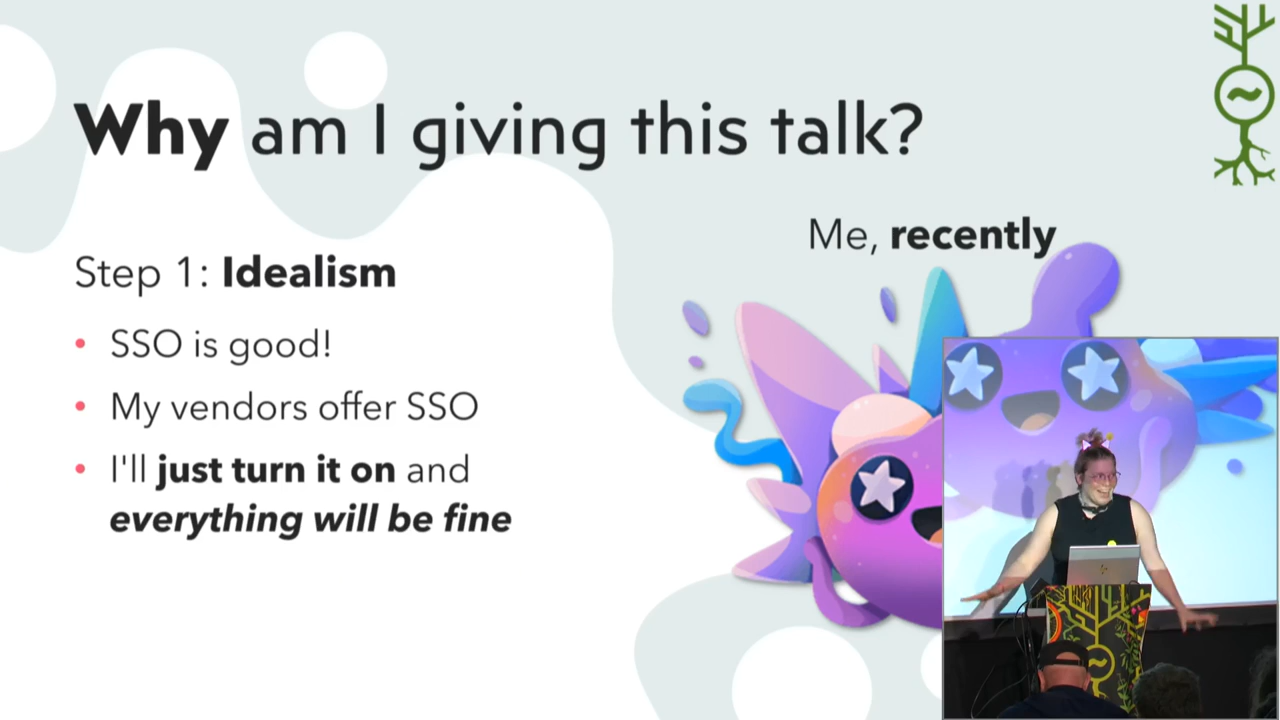 Why am I giving this talk?
Me, recently
Step 1: Idealism
• SSO is good!
• My vendors offer SSO
• I'll just turn it on and
everything will be fine